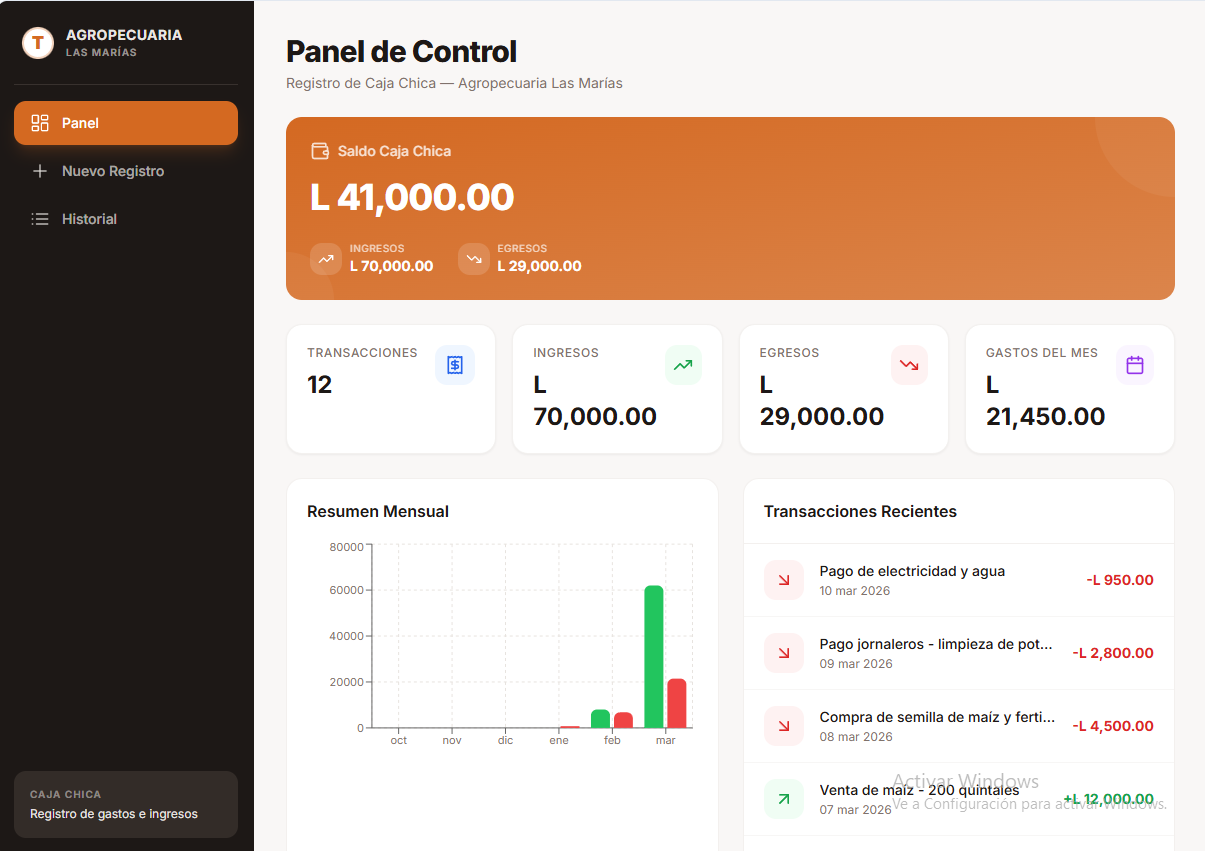 T
AGROPECUARIA
LAS MARÍAS
Panel
Nuevo Registro
Historial
CAJA CHICA
Registro de gastos e ingresos
Panel de Control
Registro de Caja Chica — Agropecuaria Las Marías
Saldo Caja Chica
L 41,000.00
INGRESOS
L 70,000.00
EGRESOS
L 29,000.00
TRANSACCIONES
12
INGRESOS
L
70,000.00
EGRESOS
L
29,000.00
GASTOS DEL MES
L
21,450.00
Resumen Mensual
80000
60000
40000
20000
0
oct nov dic ene feb mar
Transacciones Recientes
Pago de electricidad y agua
10 mar 2026
-L 950.00
Pago jornaleros - limpieza de pot...
09 mar 2026
-L 2,800.00
Compra de semilla de maíz y ferti...
08 mar 2026
-L 4,500.00
Venta de maíz - 200 quintales
07 mar 2026
+L 12,000.00
Activar Windows
Ve a Configuración para activar Windows.